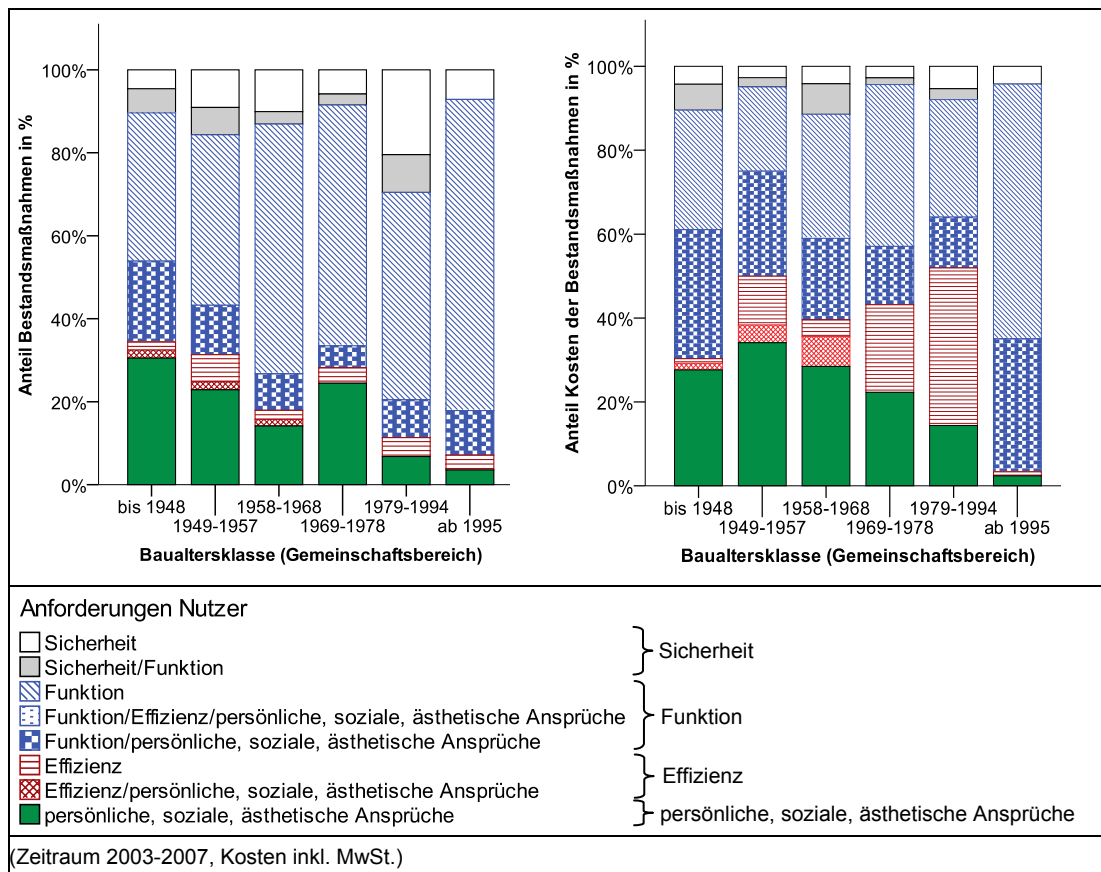 Anteil Bestandsmaßnahmen in %
100%
80%
60%
40%
20%
0%
bis 1948
1949-1957
1958-1968
1969-1978
1979-1994
ab 1995
Baualtersklasse (Gemeinschaftsbereich)
Anteil Kosten der Bestandsmaßnahmen in %
100%
80%
60%
40%
20%
0%
bis 1948
1949-1957
1958-1968
1969-1978
1979-1994
ab 1995
Baualtersklasse (Gemeinschaftsbereich)
Anforderungen Nutzer
Sicherheit
Sicherheit/Funktion
Sicherheit
Funktion
Funktion/Effizienz/persönliche, soziale, ästhetische Ansprüche
Funktion/persönliche, soziale, ästhetische Ansprüche
Funktion
Effizienz
Effizienz/persönliche, soziale, ästhetische Ansprüche
Effizienz
persönliche, soziale, ästhetische Ansprüche
persönliche, soziale, ästhetische Ansprüche
(Zeitraum 2003-2007, Kosten inkl. MwSt.)